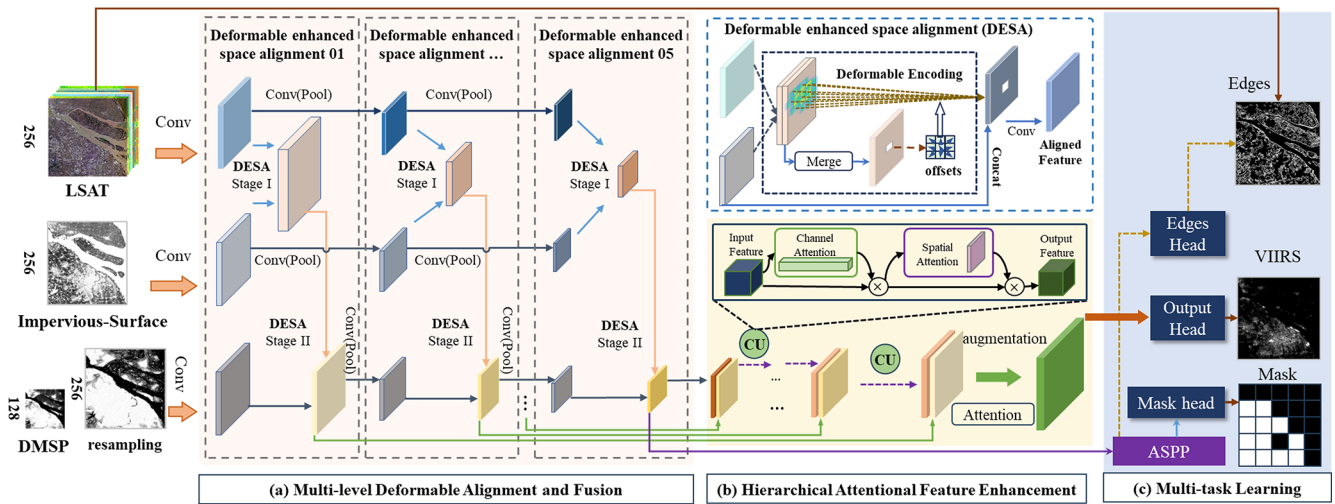 Deformable enhanced
space alignment 01
Deformable enhanced
space alignment …
Deformable enhanced
space alignment 05
256
LSAT
Conv
Conv(Pool)
Conv(Pool)
DESA
Stage I
DESA
Stage I
DESA
Stage I
256
Impervious-Surface
Conv
Conv(Pool)
Conv(Pool)
128
DMSP
256
resampling
Conv
DESA
Stage II
Conv(Pool)
DESA
Stage II
Conv(Pool)
DESA
Stage II
(a) Multi-level Deformable Alignment and Fusion
Deformable enhanced space alignment (DESA)
Deformable Encoding
Merge
offsets
Concat
Conv
Aligned
Feature
Input
Feature
Channel
Attention
Spatial
Attention
Output
Feature
CU
CU
...
...
augmentation
Attention
(b) Hierarchical Attentional Feature Enhancement
Edges
Edges
Head
VIIRS
Output
Head
Mask
Mask head
ASPP
(c) Multi-task Learning